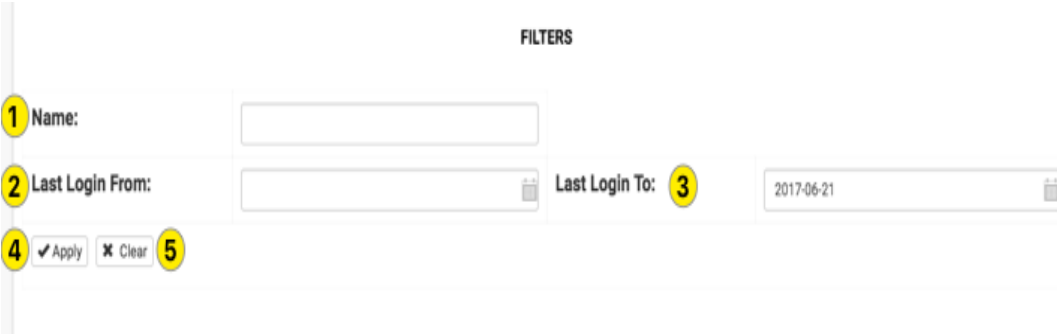 FILTERS
1 Name:
2 Last Login From: Last Login To: 3 2017-06-21
4 Apply Clear 5